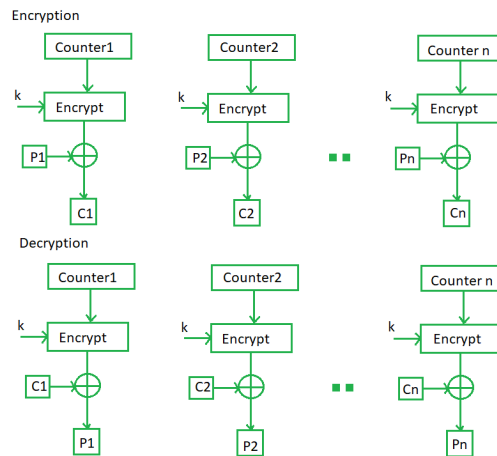 Encryption
Counter1 Counter2 Counter n
k Encrypt k Encrypt k Encrypt
P1 P2 Pn
C1 C2 Cn
Decryption
Counter1 Counter2 Counter n
k Encrypt k Encrypt k Encrypt
C1 C2 Cn
P1 P2 Pn